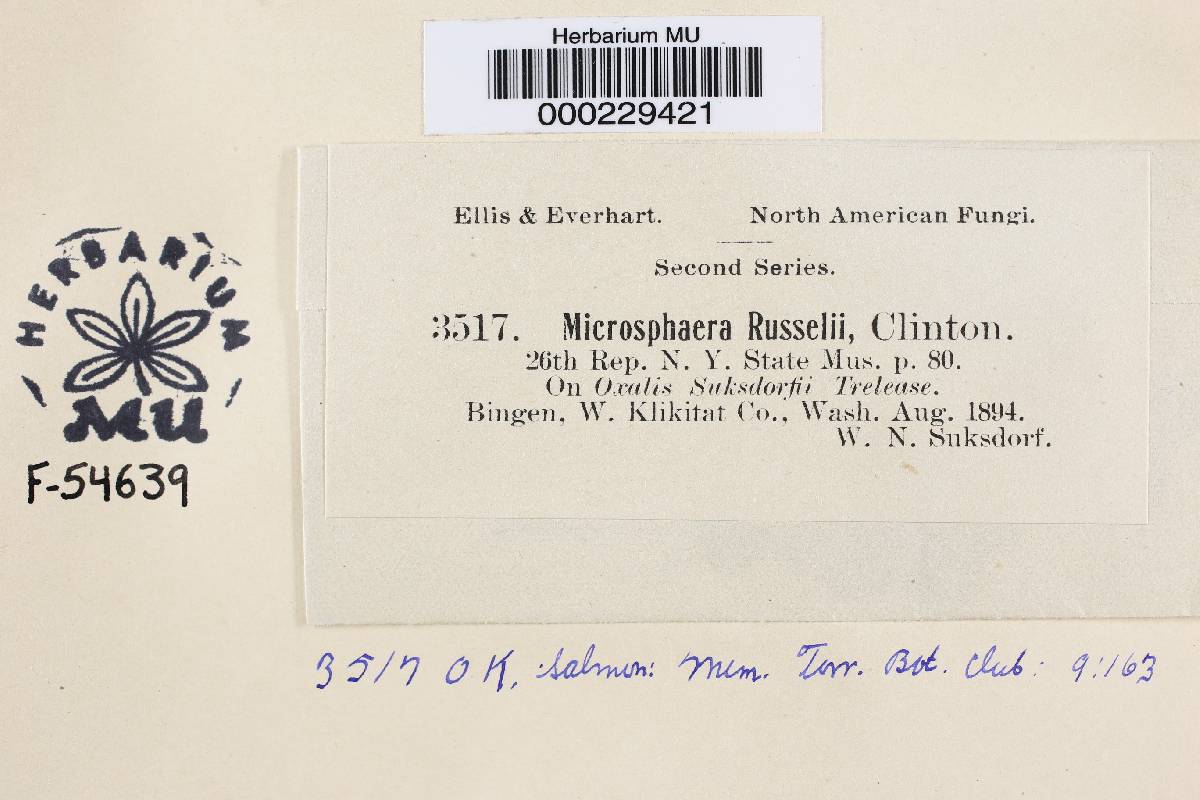 Herbarium MU
000229421
Ellis & Everhart. North American Fungi.
Second Series.
3517. Microsphaera Russelii, Clinton.
26th Rep. N. Y. State Mus. p. 80.
On Oxalis Suksdorfii Trelease.
Bingen, W. Klikitat Co., Wash. Aug. 1894.
W. N. Suksdorf.
HERBARIUM
MU
F-54639
3517 OK, Salmon: Mem. Torr. Bot. Club: 9:163